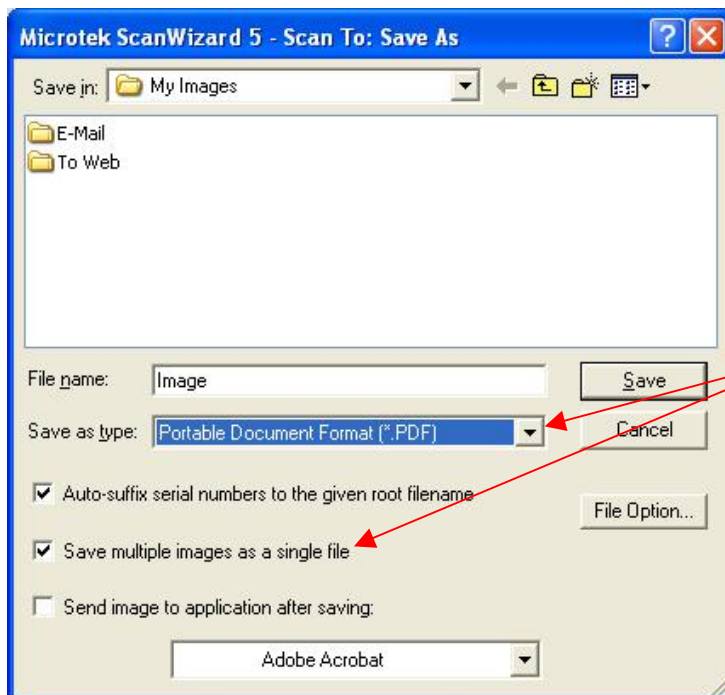 Microtek ScanWizard 5 - Scan To: Save As
Save in: My Images
E-Mail
To Web
File name: Image Save
Save as type: Portable Document Format (*.PDF) Cancel
Auto-suffix serial numbers to the given root filename
File Option...
Save multiple images as a single file
Send image to application after saving:
Adobe Acrobat